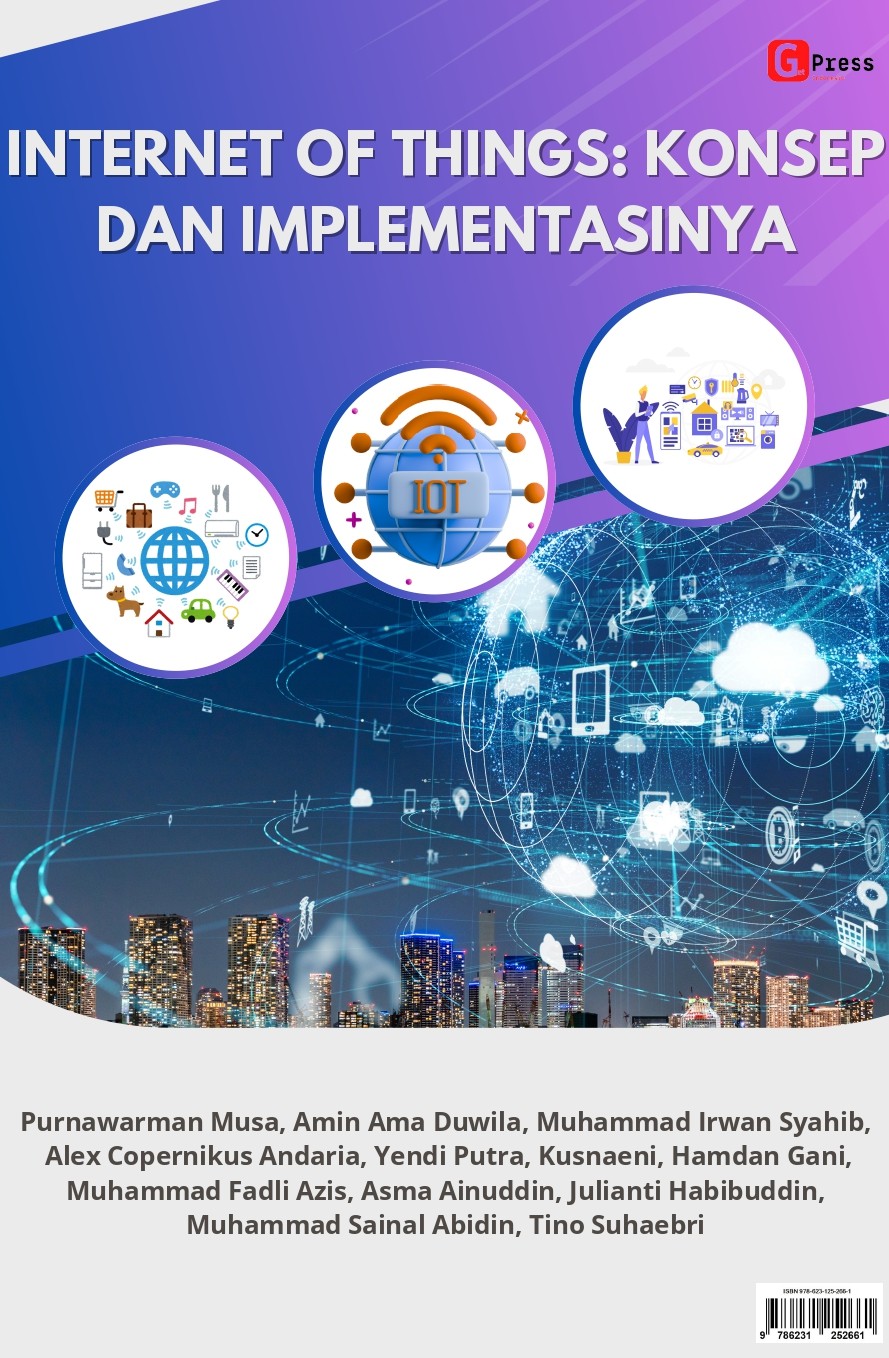 G Press
INTERNET OF THINGS: KONSEP
DAN IMPLEMENTASINYA
IOT
Purnawarman Musa, Amin Ama Duwila, Muhammad Irwan Syahib,
Alex Copernikus Andaria, Yendi Putra, Kusnaeni, Hamdan Gani,
Muhammad Fadli Azis, Asma Ainuddin, Julianti Habibuddin,
Muhammad Sainal Abidin, Tino Suhaebri
ISBN 978-623-125-266-1
9 786231 252661